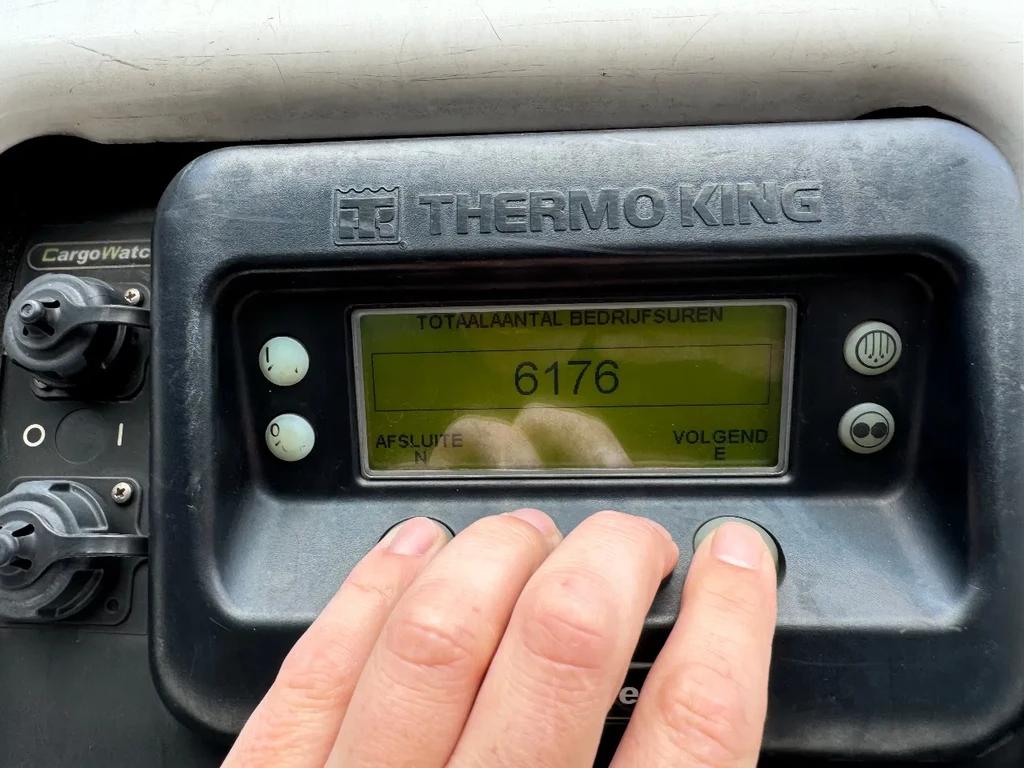 THERMO KING
CargoWatc
TOTAALAANTAL BEDRIJFSUREN
6176
AFSLUITE
N
VOLGEND
E
I
O
O I